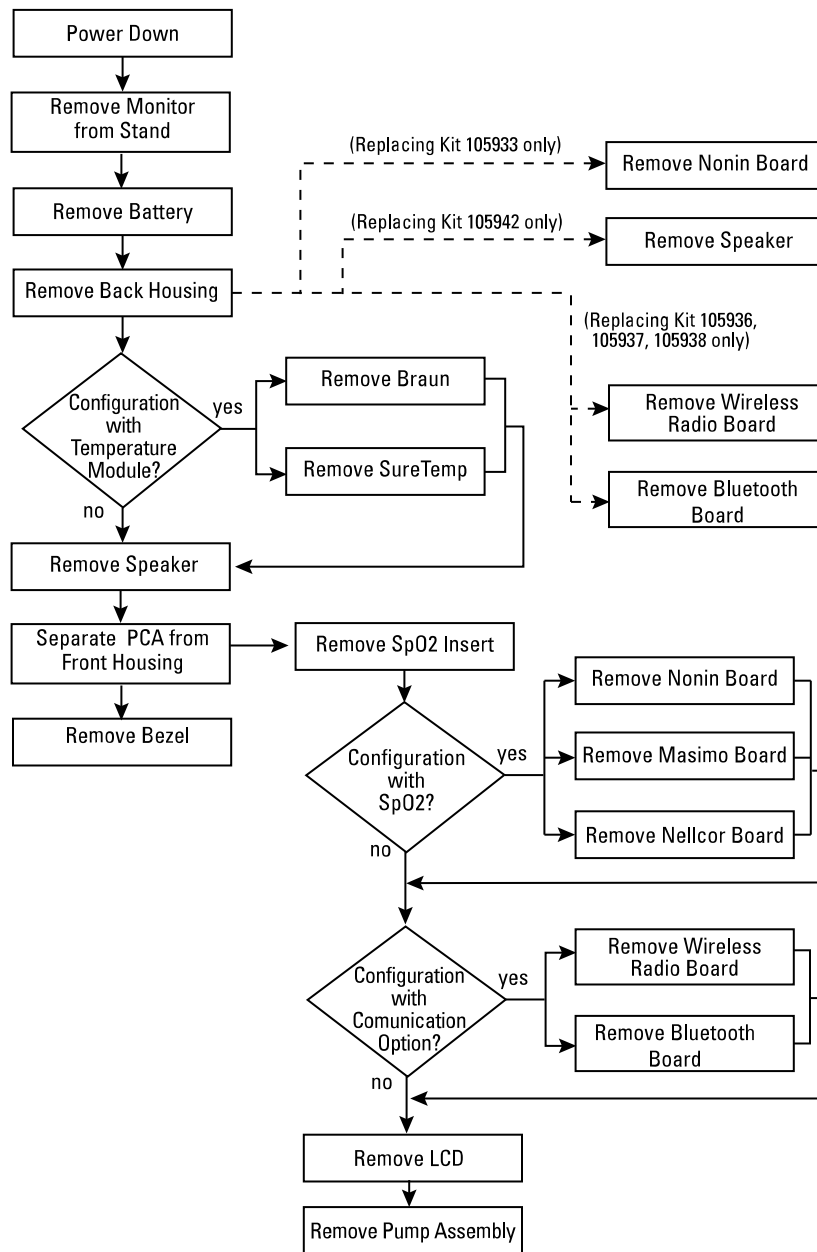 Power Down
Remove Monitor
from Stand
Remove Battery
Remove Back Housing
(Replacing Kit 105933 only)
Remove Nonin Board
(Replacing Kit 105942 only)
Remove Speaker
(Replacing Kit 105936,
105937, 105938 only)
Remove Wireless
Radio Board
Remove Bluetooth
Board
Configuration
with
Temperature
Module?
yes
no
Remove Braun
Remove SureTemp
Remove Speaker
Separate PCA from
Front Housing
Remove Bezel
Remove SpO2 Insert
Configuration
with
SpO2?
yes
no
Remove Nonin Board
Remove Masimo Board
Remove Nellcor Board
Configuration
with
Comunication
Option?
yes
no
Remove Wireless
Radio Board
Remove Bluetooth
Board
Remove LCD
Remove Pump Assembly